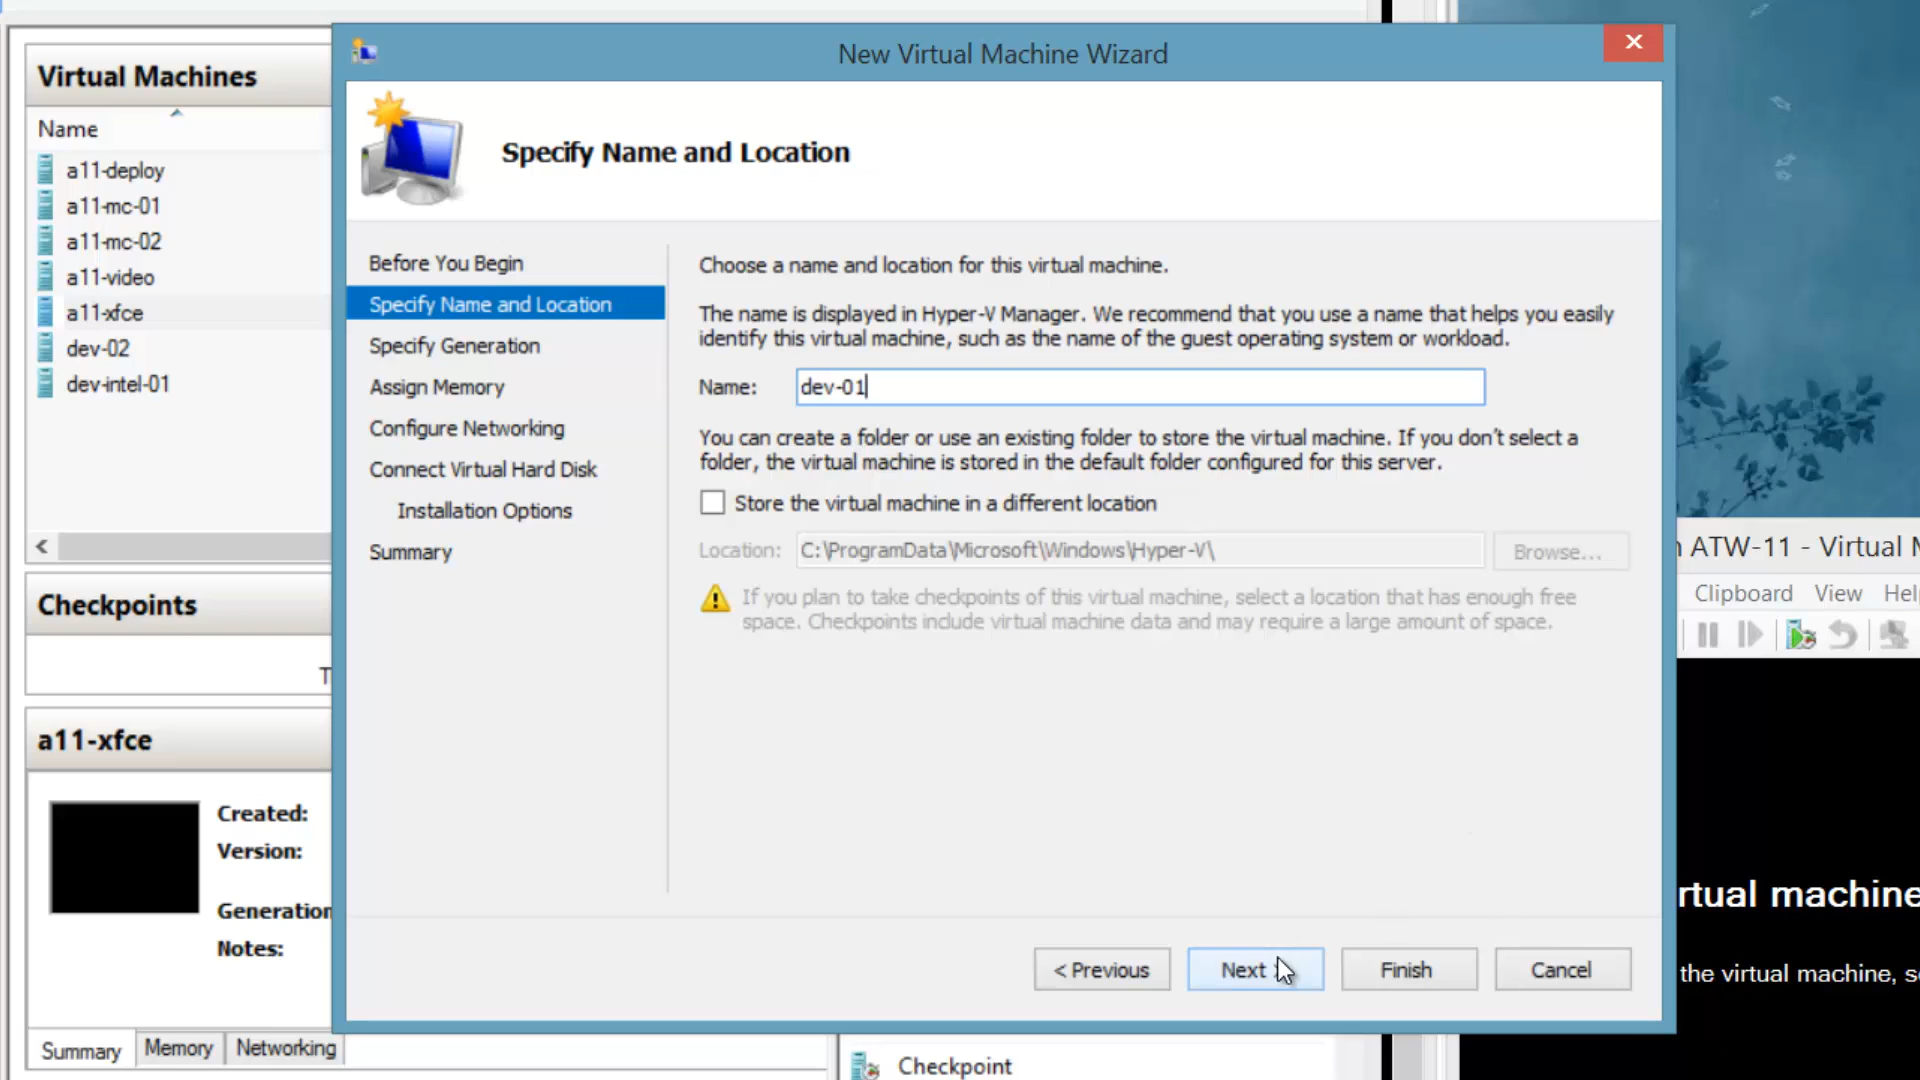 New Virtual Machine Wizard
Virtual Machines
Name
a11-deploy
a11-mc-01
a11-mc-02
a11-video
a11-xfce
dev-02
dev-intel-01
Checkpoints
a11-xfce
Created:
Version:
Generation
Notes:
Summary
Memory
Networking
Specify Name and Location
Before You Begin
Specify Name and Location
Specify Generation
Assign Memory
Configure Networking
Connect Virtual Hard Disk
Installation Options
Summary
Choose a name and location for this virtual machine.
The name is displayed in Hyper-V Manager. We recommend that you use a name that helps you easily
identify this virtual machine, such as the name of the guest operating system or workload.
Name: dev-01
You can create a folder or use an existing folder to store the virtual machine. If you don't select a
folder, the virtual machine is stored in the default folder configured for this server.
Store the virtual machine in a different location
Location: C:\ProgramData\Microsoft\Windows\Hyper-V\ Browse...
If you plan to take checkpoints of this virtual machine, select a location that has enough free
space. Checkpoints include virtual machine data and may require a large amount of space.
< Previous
Next >
Finish
Cancel
Checkpoint
ATW-11 - Virtual
Clipboard View
machine
the virtual machine,